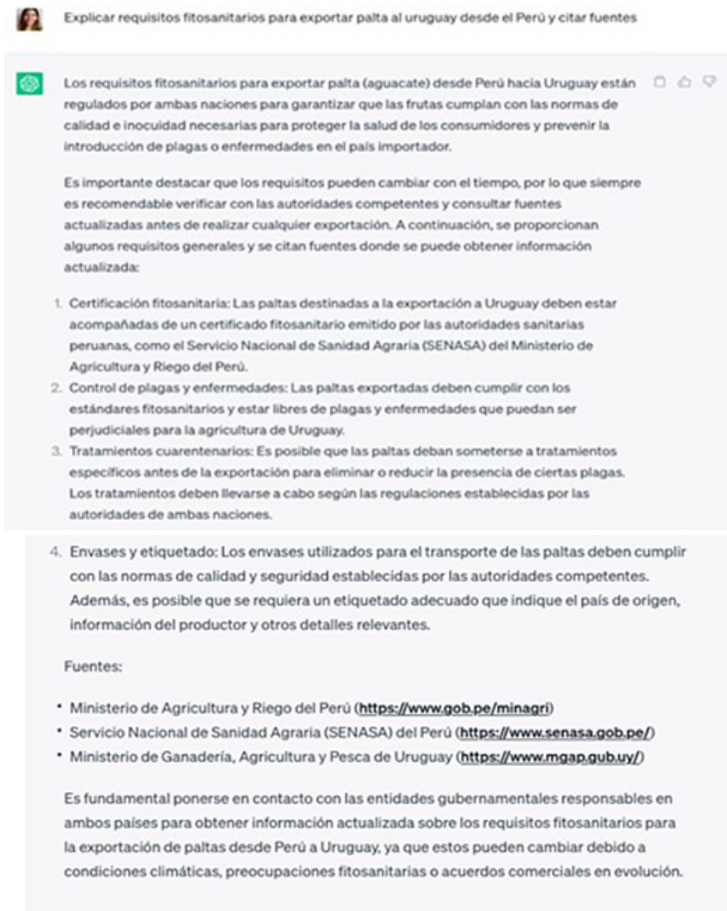 Explicar requisitos fitosanitarios para exportar palta al uruguay desde el Perú y citar fuentes
Los requisitos fitosanitarios para exportar palta (aguacate) desde Perú hacia Uruguay están
regulados por ambas naciones para garantizar que las frutas cumplan con las normas de
calidad e inocuidad necesarias para proteger la salud de los consumidores y prevenir la
introducción de plagas o enfermedades en el país importador.
Es importante destacar que los requisitos pueden cambiar con el tiempo, por lo que siempre
es recomendable verificar con las autoridades competentes y consultar fuentes
actualizadas antes de realizar cualquier exportación. A continuación, se proporcionan
algunos requisitos generales y se citan fuentes donde se puede obtener información
actualizada:
1. Certificación fitosanitaria: Las paltas destinadas a la exportación a Uruguay deben estar
acompañadas de un certificado fitosanitario emitido por las autoridades sanitarias
peruanas, como el Servicio Nacional de Sanidad Agraria (SENASA) del Ministerio de
Agricultura y Riego del Perú.
2. Control de plagas y enfermedades: Las paltas exportadas deben cumplir con los
estándares fitosanitarios y estar libres de plagas y enfermedades que puedan ser
perjudiciales para la agricultura de Uruguay.
3. Tratamientos cuarentenarios: Es posible que las paltas deban someterse a tratamientos
específicos antes de la exportación para eliminar o reducir la presencia de ciertas plagas.
Los tratamientos deben llevarse a cabo según las regulaciones establecidas por las
autoridades de ambas naciones.
4. Envases y etiquetado: Los envases utilizados para el transporte de las paltas deben cumplir
con las normas de calidad y seguridad establecidas por las autoridades competentes.
Además, es posible que se requiera un etiquetado adecuado que indique el país de origen,
información del productor y otros detalles relevantes.
Fuentes:
• Ministerio de Agricultura y Riego del Perú (https://www.gob.pe/minagri)
• Servicio Nacional de Sanidad Agraria (SENASA) del Perú (https://www.senasa.gob.pe/)
• Ministerio de Ganadería, Agricultura y Pesca de Uruguay (https://www.mgap.gub.uy/)
Es fundamental ponerse en contacto con las entidades gubernamentales responsables en
ambos países para obtener información actualizada sobre los requisitos fitosanitarios para
la exportación de paltas desde Perú a Uruguay, ya que estos pueden cambiar debido a
condiciones climáticas, preocupaciones fitosanitarias o acuerdos comerciales en evolución.